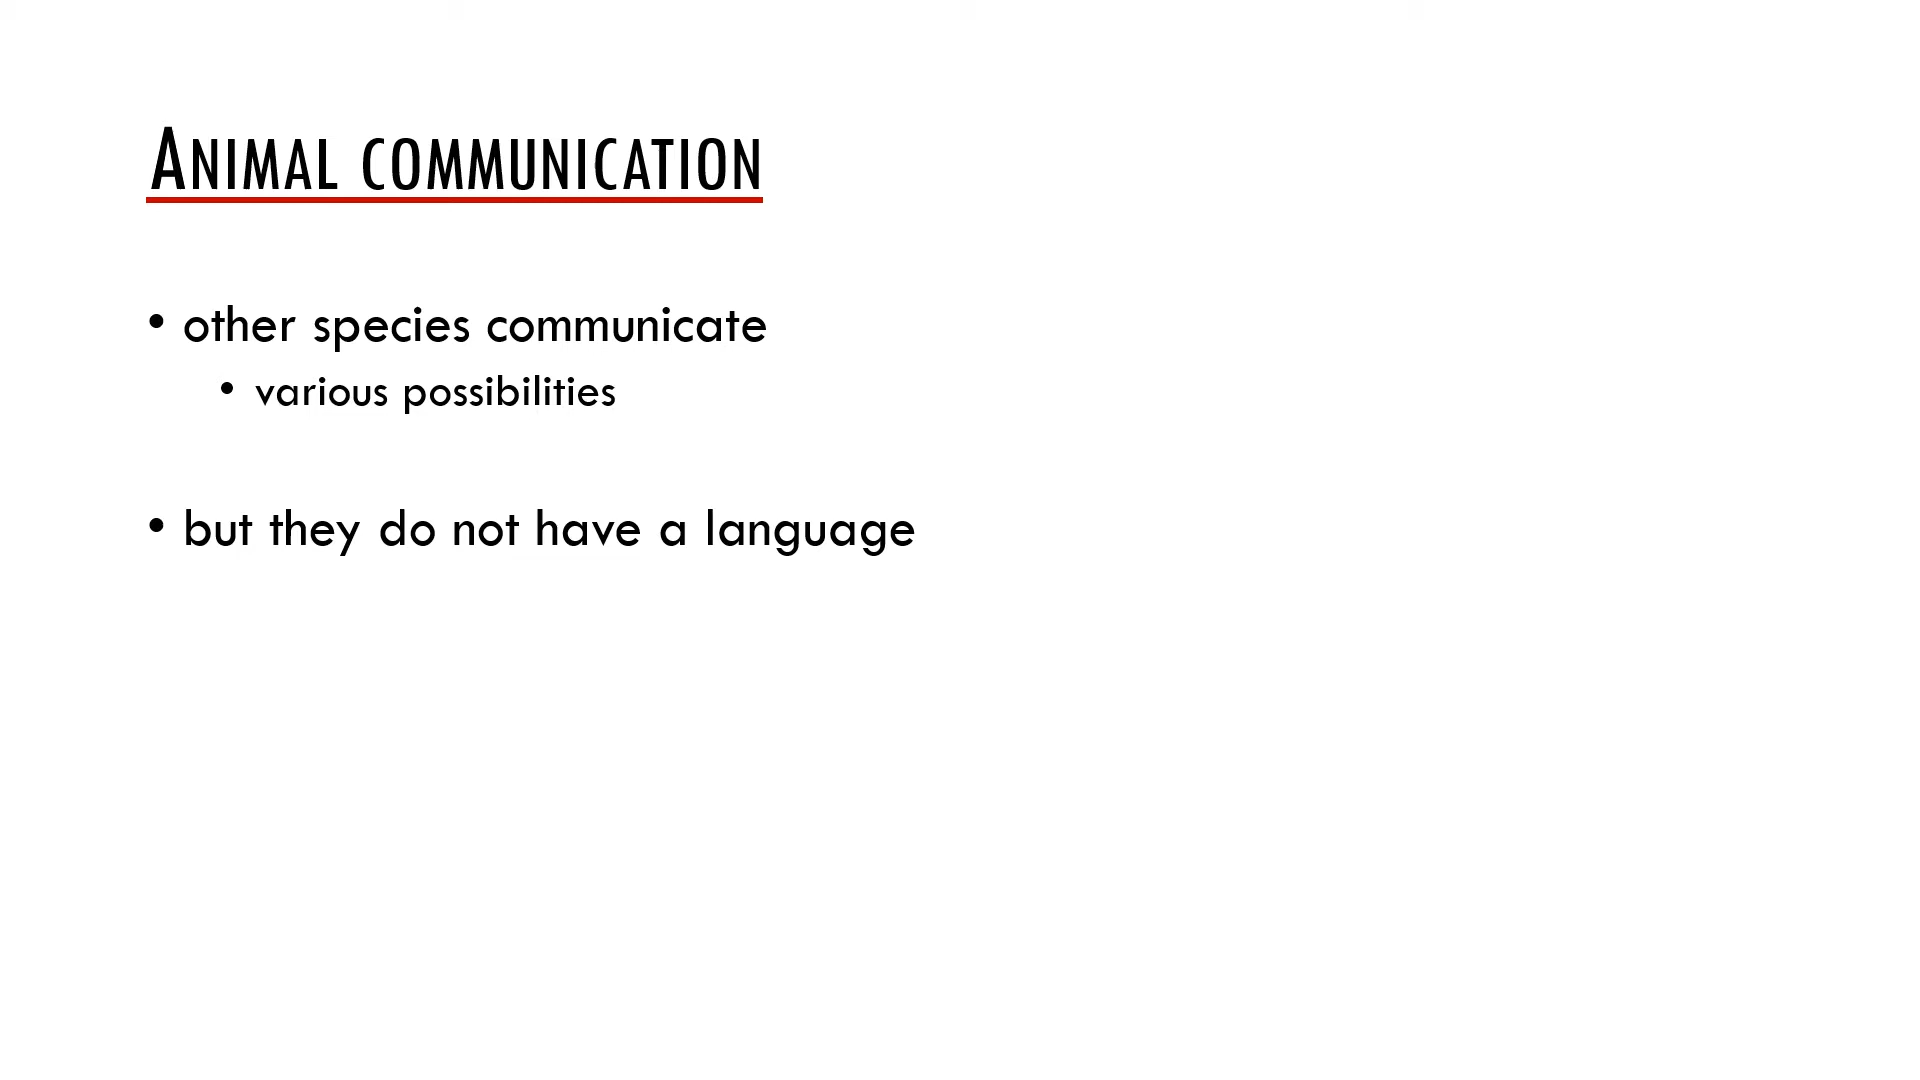 Animal communication
• other species communicate
• various possibilities
• but they do not have a language